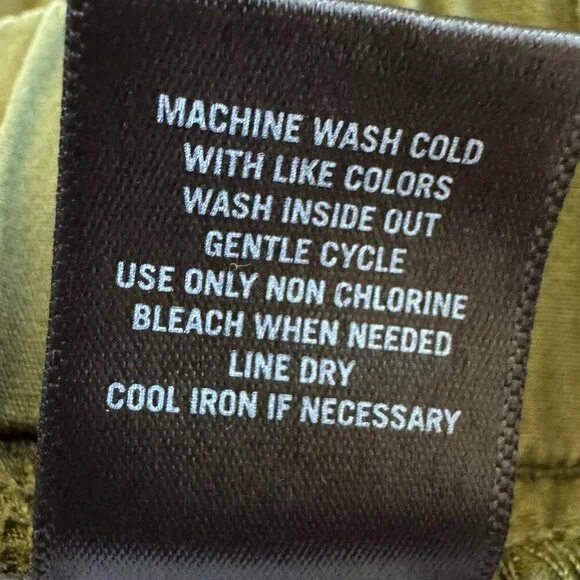 MACHINE WASH COLD
WITH LIKE COLORS
WASH INSIDE OUT
GENTLE CYCLE
USE ONLY NON CHLORINE
BLEACH WHEN NEEDED
LINE DRY
COOL IRON IF NECESSARY